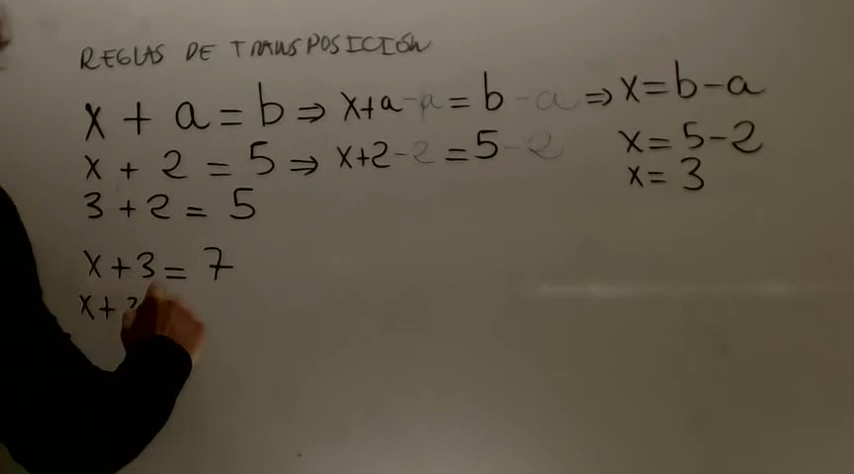 REGLAS DE TRANSPOSICIÓN
x + a = b ⇒ x+a-a = b-a ⇒ x=b-a
x + 2 = 5 ⇒ x+2-2 = 5-2 x= 5-2
x= 3
3 + 2 = 5
x+3= 7
x+